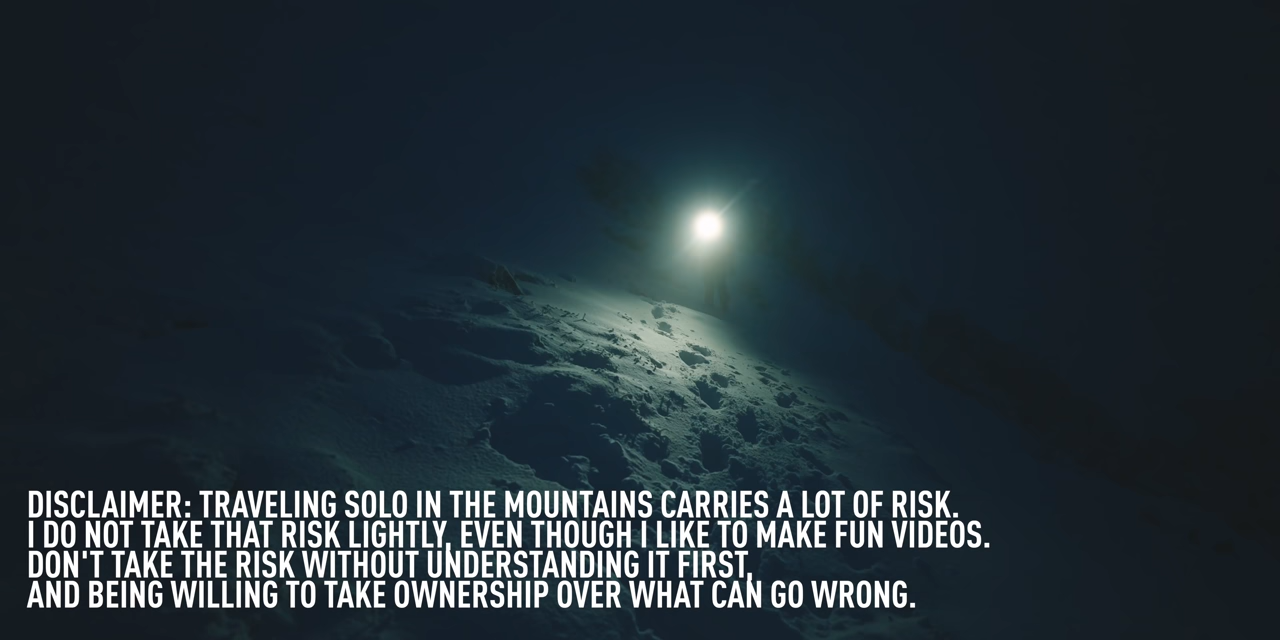 DISCLAIMER: TRAVELING SOLO IN THE MOUNTAINS CARRIES A LOT OF RISK.
I DO NOT TAKE THAT RISK LIGHTLY, EVEN THOUGH I LIKE TO MAKE FUN VIDEOS.
DON'T TAKE THE RISK WITHOUT UNDERSTANDING IT FIRST,
AND BEING WILLING TO TAKE OWNERSHIP OVER WHAT CAN GO WRONG.